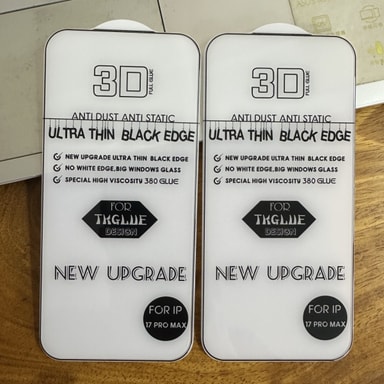 3D FULL GLUE
ANTI DUST ANTI STATIC
ULTRA THIN BLACK EDGE
NEW UPGRADE ULTRA THIN BLACK EDGE
NO WHITE EDGE,BIG WINDOWS GLASS
SPECIAL HIGH VISCOSITY 380 GLUE
FOR
TKGLUE
DESIGN
NEW UPGRADE
FOR IP
17 PRO MAX
3D FULL GLUE
ANTI DUST ANTI STATIC
ULTRA THIN BLACK EDGE
NEW UPGRADE ULTRA THIN BLACK EDGE
NO WHITE EDGE,BIG WINDOWS GLASS
SPECIAL HIGH VISCOSITY 380 GLUE
FOR
TKGLUE
DESIGN
NEW UPGRADE
FOR IP
17 PRO MAX